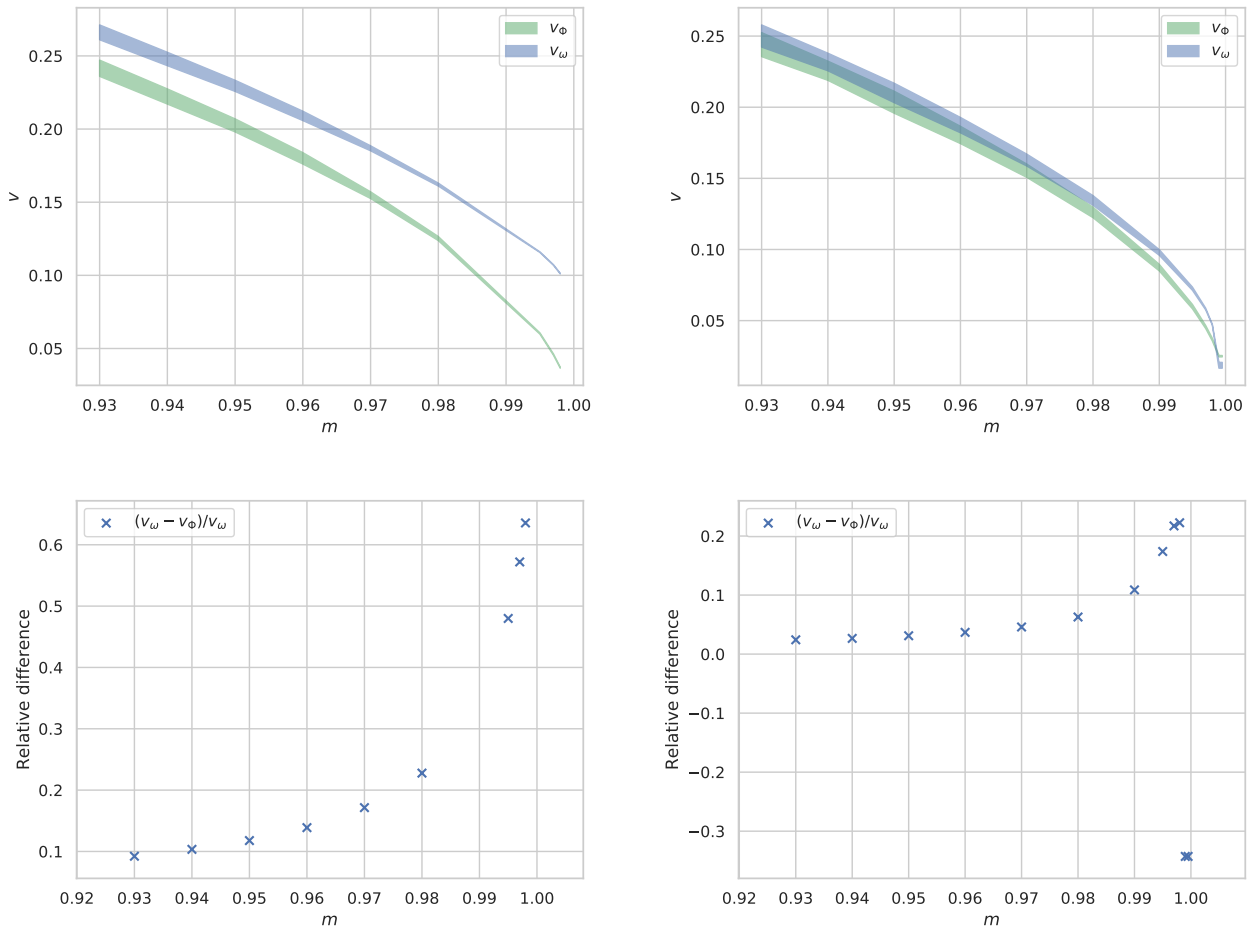 v_Φ
v_ω
0.25
0.20
0.15
0.10
0.05
v
0.93 0.94 0.95 0.96 0.97 0.98 0.99 1.00
m
v_Φ
v_ω
0.25
0.20
0.15
0.10
0.05
v
0.93 0.94 0.95 0.96 0.97 0.98 0.99 1.00
m
(v_ω − v_Φ)/v_ω
0.6
0.5
0.4
0.3
0.2
0.1
Relative difference
0.92 0.93 0.94 0.95 0.96 0.97 0.98 0.99 1.00
m
(v_ω − v_Φ)/v_ω
0.2
0.1
0.0
−0.1
−0.2
−0.3
Relative difference
0.92 0.93 0.94 0.95 0.96 0.97 0.98 0.99 1.00
m